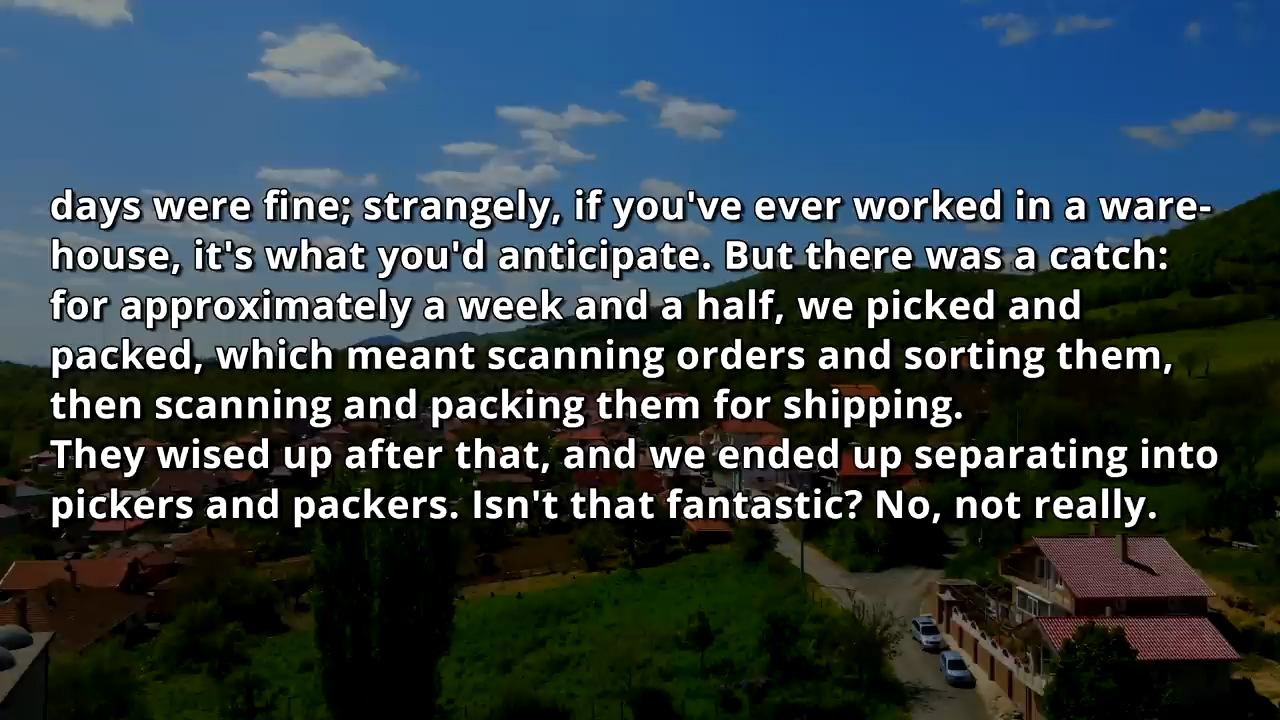 days were fine; strangely, if you've ever worked in a ware-
house, it's what you'd anticipate. But there was a catch:
for approximately a week and a half, we picked and
packed, which meant scanning orders and sorting them,
then scanning and packing them for shipping.
They wised up after that, and we ended up separating into
pickers and packers. Isn't that fantastic? No, not really.